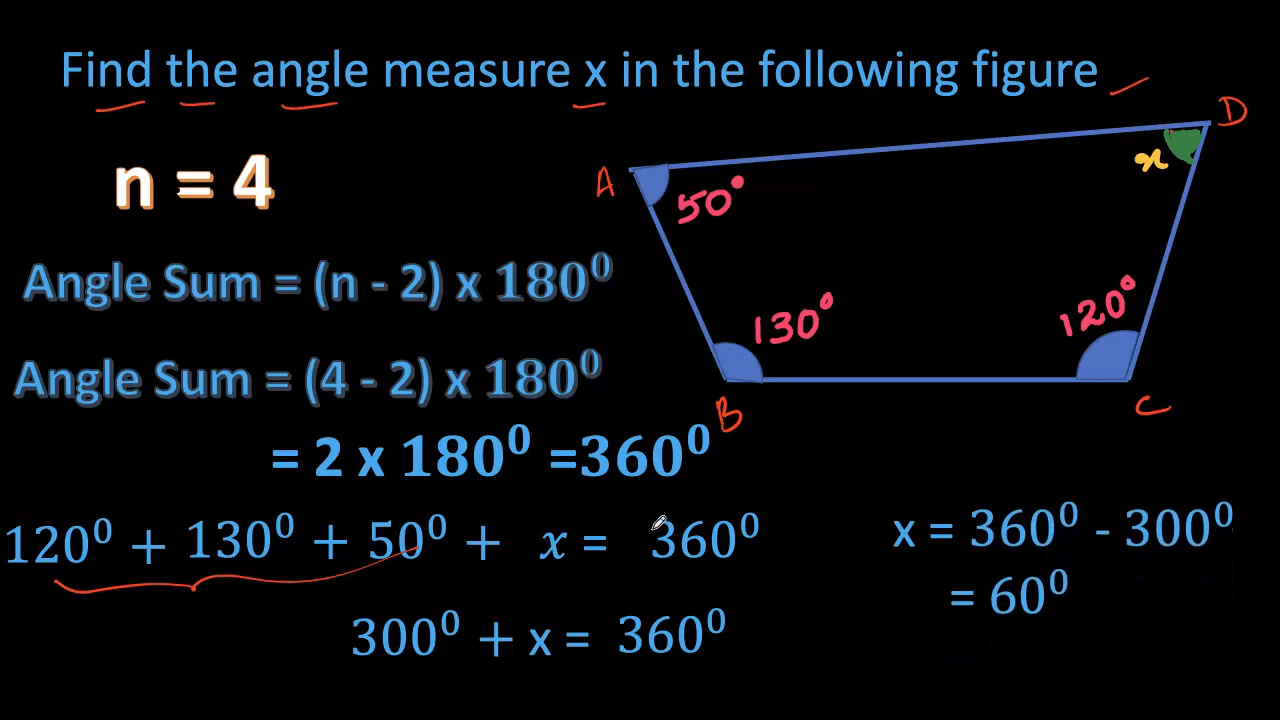 Find the angle measure x in the following figure
n = 4
Angle Sum = (n - 2) x 180⁰
Angle Sum = (4 - 2) x 180⁰
= 2 x 180⁰ =360⁰
120⁰ + 130⁰ + 50⁰ + x = 360⁰
300⁰ + x = 360⁰
A
50°
D
x
130°
120°
B
C
x = 360⁰ - 300⁰
= 60⁰